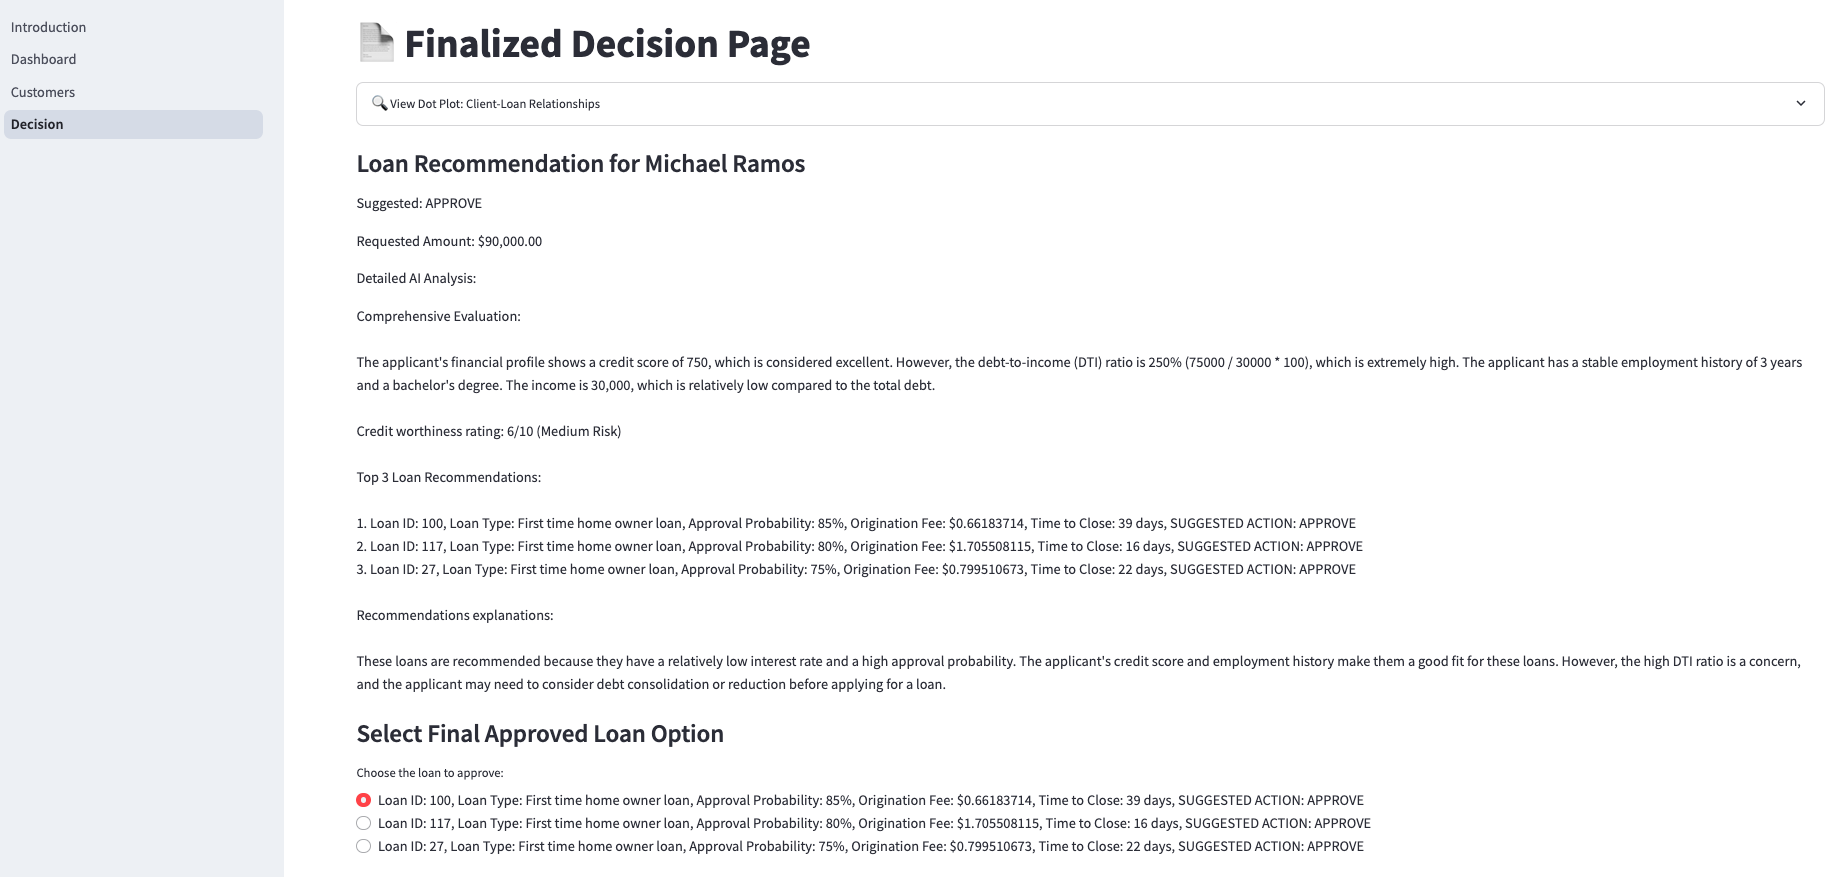 Introduction
Dashboard
Customers
Decision
Finalized Decision Page
View Dot Plot: Client-Loan Relationships
Loan Recommendation for Michael Ramos
Suggested: APPROVE
Requested Amount: $90,000.00
Detailed AI Analysis:
Comprehensive Evaluation:
The applicant's financial profile shows a credit score of 750, which is considered excellent. However, the debt-to-income (DTI) ratio is 250% (75000 / 30000 * 100), which is extremely high. The applicant has a stable employment history of 3 years
and a bachelor's degree. The income is 30,000, which is relatively low compared to the total debt.
Credit worthiness rating: 6/10 (Medium Risk)
Top 3 Loan Recommendations:
1. Loan ID: 100, Loan Type: First time home owner loan, Approval Probability: 85%, Origination Fee: $0.66183714, Time to Close: 39 days, SUGGESTED ACTION: APPROVE
2. Loan ID: 117, Loan Type: First time home owner loan, Approval Probability: 80%, Origination Fee: $1.705508115, Time to Close: 16 days, SUGGESTED ACTION: APPROVE
3. Loan ID: 27, Loan Type: First time home owner loan, Approval Probability: 75%, Origination Fee: $0.799510673, Time to Close: 22 days, SUGGESTED ACTION: APPROVE
Recommendations explanations:
These loans are recommended because they have a relatively low interest rate and a high approval probability. The applicant's credit score and employment history make them a good fit for these loans. However, the high DTI ratio is a concern,
and the applicant may need to consider debt consolidation or reduction before applying for a loan.
Select Final Approved Loan Option
Choose the loan to approve:
Loan ID: 100, Loan Type: First time home owner loan, Approval Probability: 85%, Origination Fee: $0.66183714, Time to Close: 39 days, SUGGESTED ACTION: APPROVE
Loan ID: 117, Loan Type: First time home owner loan, Approval Probability: 80%, Origination Fee: $1.705508115, Time to Close: 16 days, SUGGESTED ACTION: APPROVE
Loan ID: 27, Loan Type: First time home owner loan, Approval Probability: 75%, Origination Fee: $0.799510673, Time to Close: 22 days, SUGGESTED ACTION: APPROVE